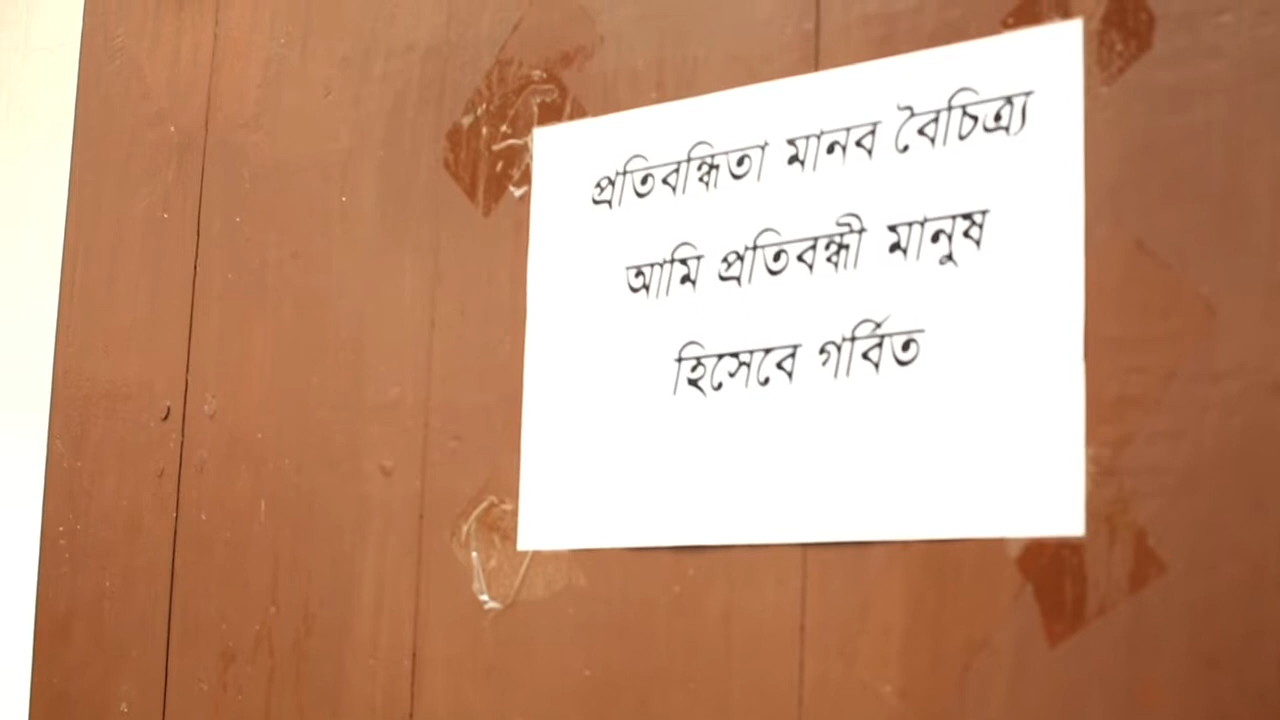 প্রতিবন্ধিতা মানব বৈচিত্র্য
আমি প্রতিবন্ধী মানুষ
হিসেবে গর্বিত